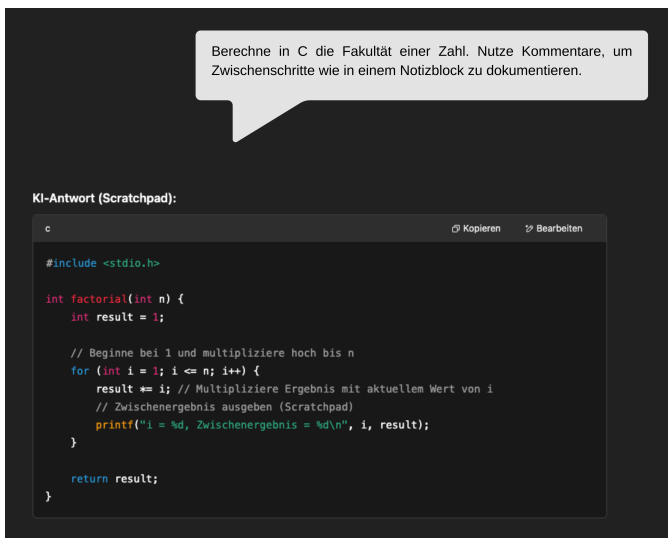 Berechne in C die Fakultät einer Zahl. Nutze Kommentare, um
Zwischenschritte wie in einem Notizblock zu dokumentieren.
KI-Antwort (Scratchpad):
c Kopieren Bearbeiten
#include <stdio.h>
int factorial(int n) {
    int result = 1;
    // Beginne bei 1 und multipliziere hoch bis n
    for (int i = 1; i <= n; i++) {
        result *= i; // Multipliziere Ergebnis mit aktuellem Wert von i
        // Zwischenergebnis ausgeben (Scratchpad)
        printf("i = %d, Zwischenergebnis = %d\n", i, result);
    }
    return result;
}